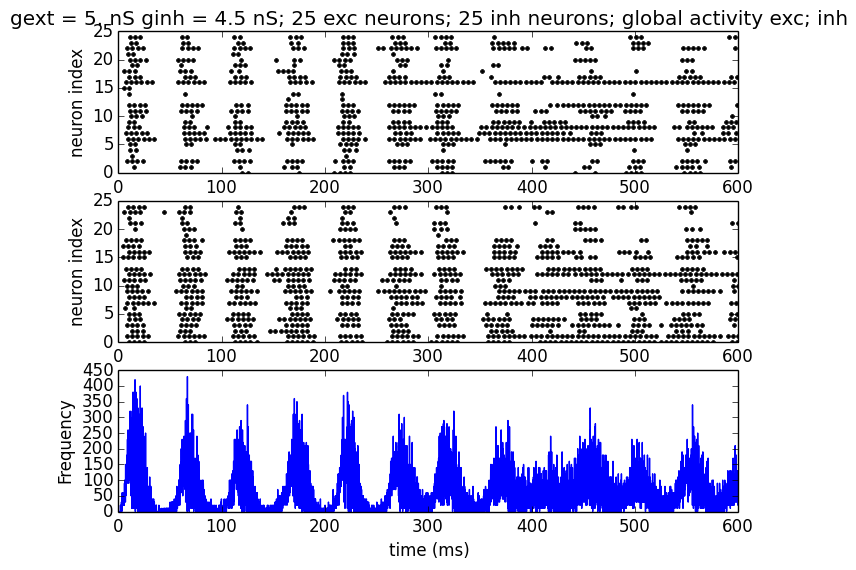 gext = 5. nS ginh = 4.5 nS; 25 exc neurons; 25 inh neurons; global activity exc; inh
25
20
15
10
5
0
neuron index
0 100 200 300 400 500 600
25
20
15
10
5
0
neuron index
0 100 200 300 400 500 600
450
400
350
300
250
200
150
100
50
0
Frequency
0 100 200 300 400 500 600
time (ms)